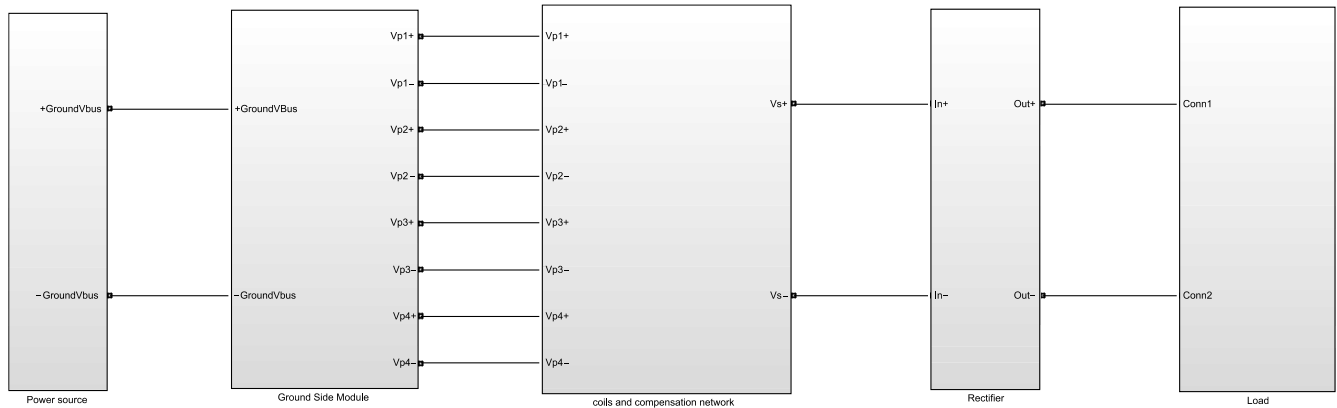 +GroundVbus
−GroundVbus
Power source
+GroundVBus
−GroundVbus
Vp1+
Vp1−
Vp2+
Vp2−
Vp3+
Vp3−
Vp4+
Vp4−
Ground Side Module
Vp1+
Vp1−
Vp2+
Vp2−
Vp3+
Vp3−
Vp4+
Vp4−
Vs+
Vs−
coils and compensation network
In+
In−
Out+
Out−
Rectifier
Conn1
Conn2
Load